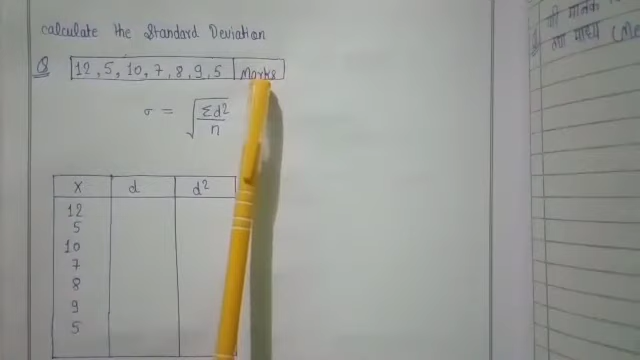 calculate the Standard Deviation
Q 12, 5, 10, 7, 8, 9, 5 Marks
σ = √Σd²/n
X d d²
12
5
10
7
8
9
5